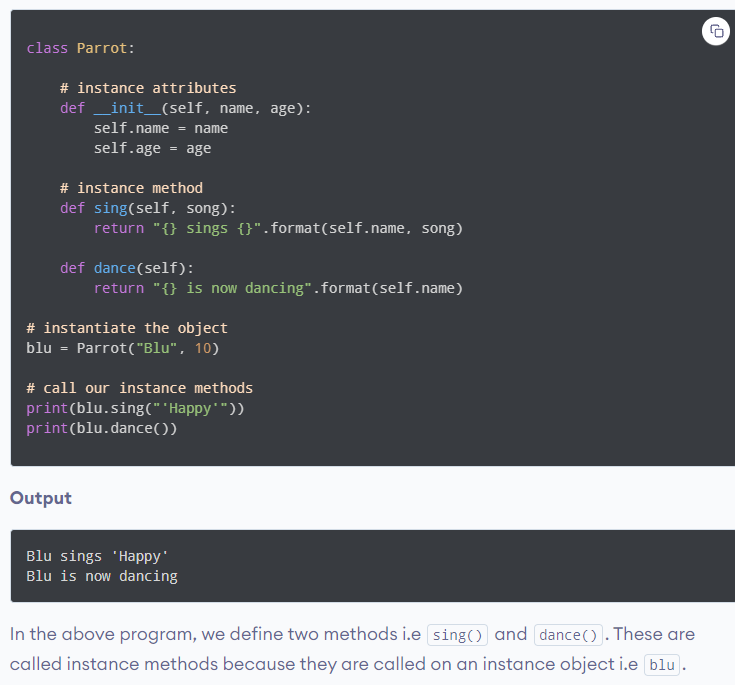 class Parrot:
    # instance attributes
    def __init__(self, name, age):
        self.name = name
        self.age = age
    # instance method
    def sing(self, song):
        return "{} sings {}".format(self.name, song)
    def dance(self):
        return "{} is now dancing".format(self.name)
# instantiate the object
blu = Parrot("Blu", 10)
# call our instance methods
print(blu.sing("'Happy'"))
print(blu.dance())
Output
Blu sings 'Happy'
Blu is now dancing
In the above program, we define two methods i.e sing() and dance(). These are
called instance methods because they are called on an instance object i.e blu.